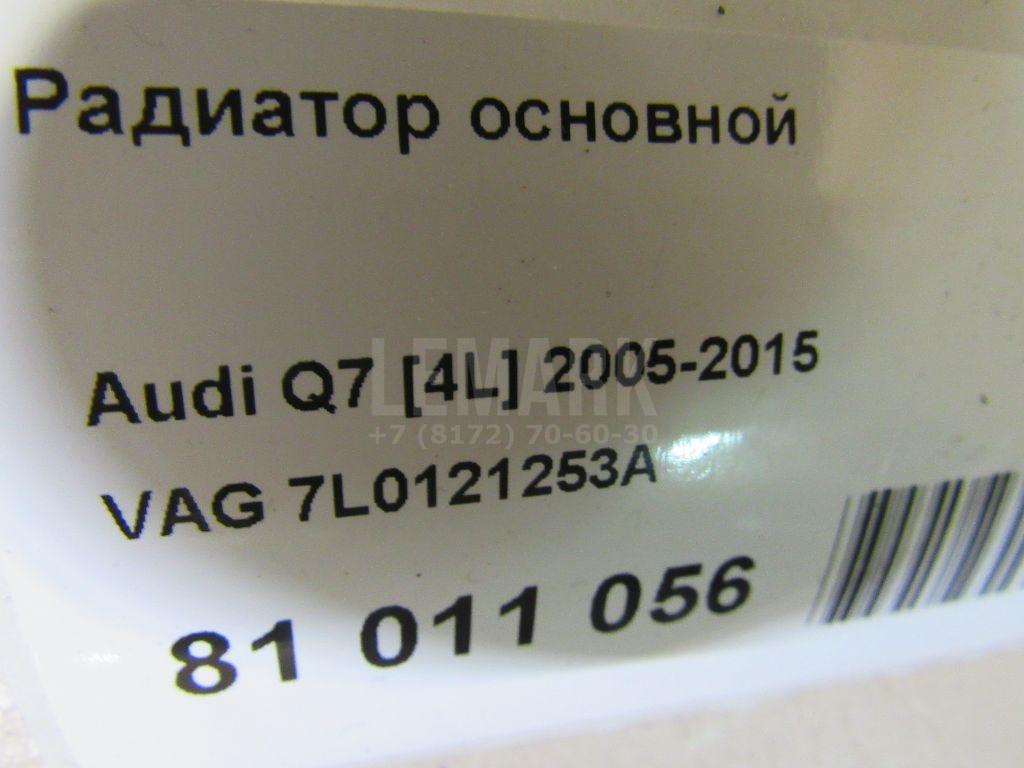 Радиатор основной
Audi Q7 [4L] 2005-2015
LEMARK
+7 (8172) 70-60-30
VAG 7L0121253A
81 011 056